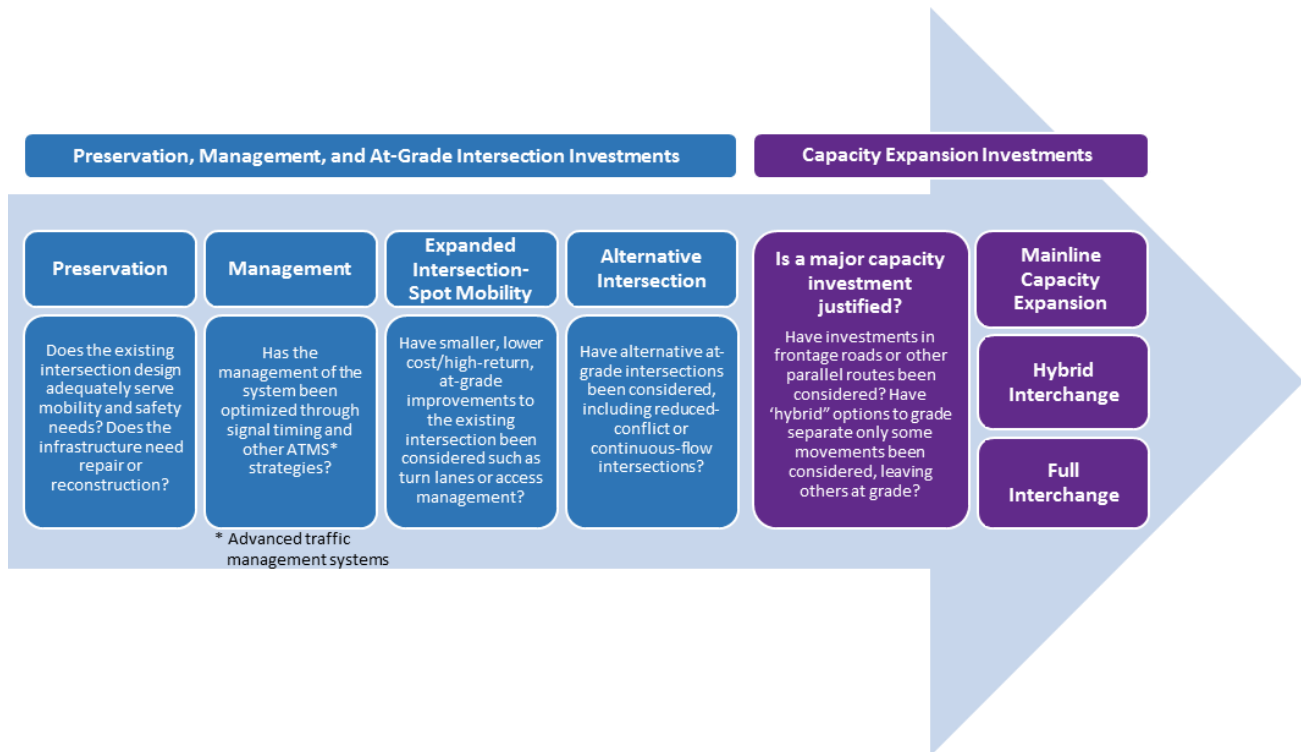 Preservation, Management, and At-Grade Intersection Investments
Capacity Expansion Investments
Preservation
Does the existing
intersection design
adequately serve
mobility and safety
needs? Does the
infrastructure need
repair or
reconstruction?
Management
Has the
management of the
system been
optimized through
signal timing and
other ATMS*
strategies?
* Advanced traffic
management systems
Expanded
Intersection-
Spot Mobility
Have smaller, lower
cost/high-return,
at-grade
improvements to
the existing
intersection been
considered such as
turn lanes or access
management?
Alternative
Intersection
Have alternative at-
grade intersections
been considered,
including reduced-
conflict or
continuous-flow
intersections?
Is a major capacity
investment
justified?
Have investments in
frontage roads or other
parallel routes been
considered? Have
‘hybrid” options to grade
separate only some
movements been
considered, leaving
others at grade?
Mainline
Capacity
Expansion
Hybrid
Interchange
Full
Interchange